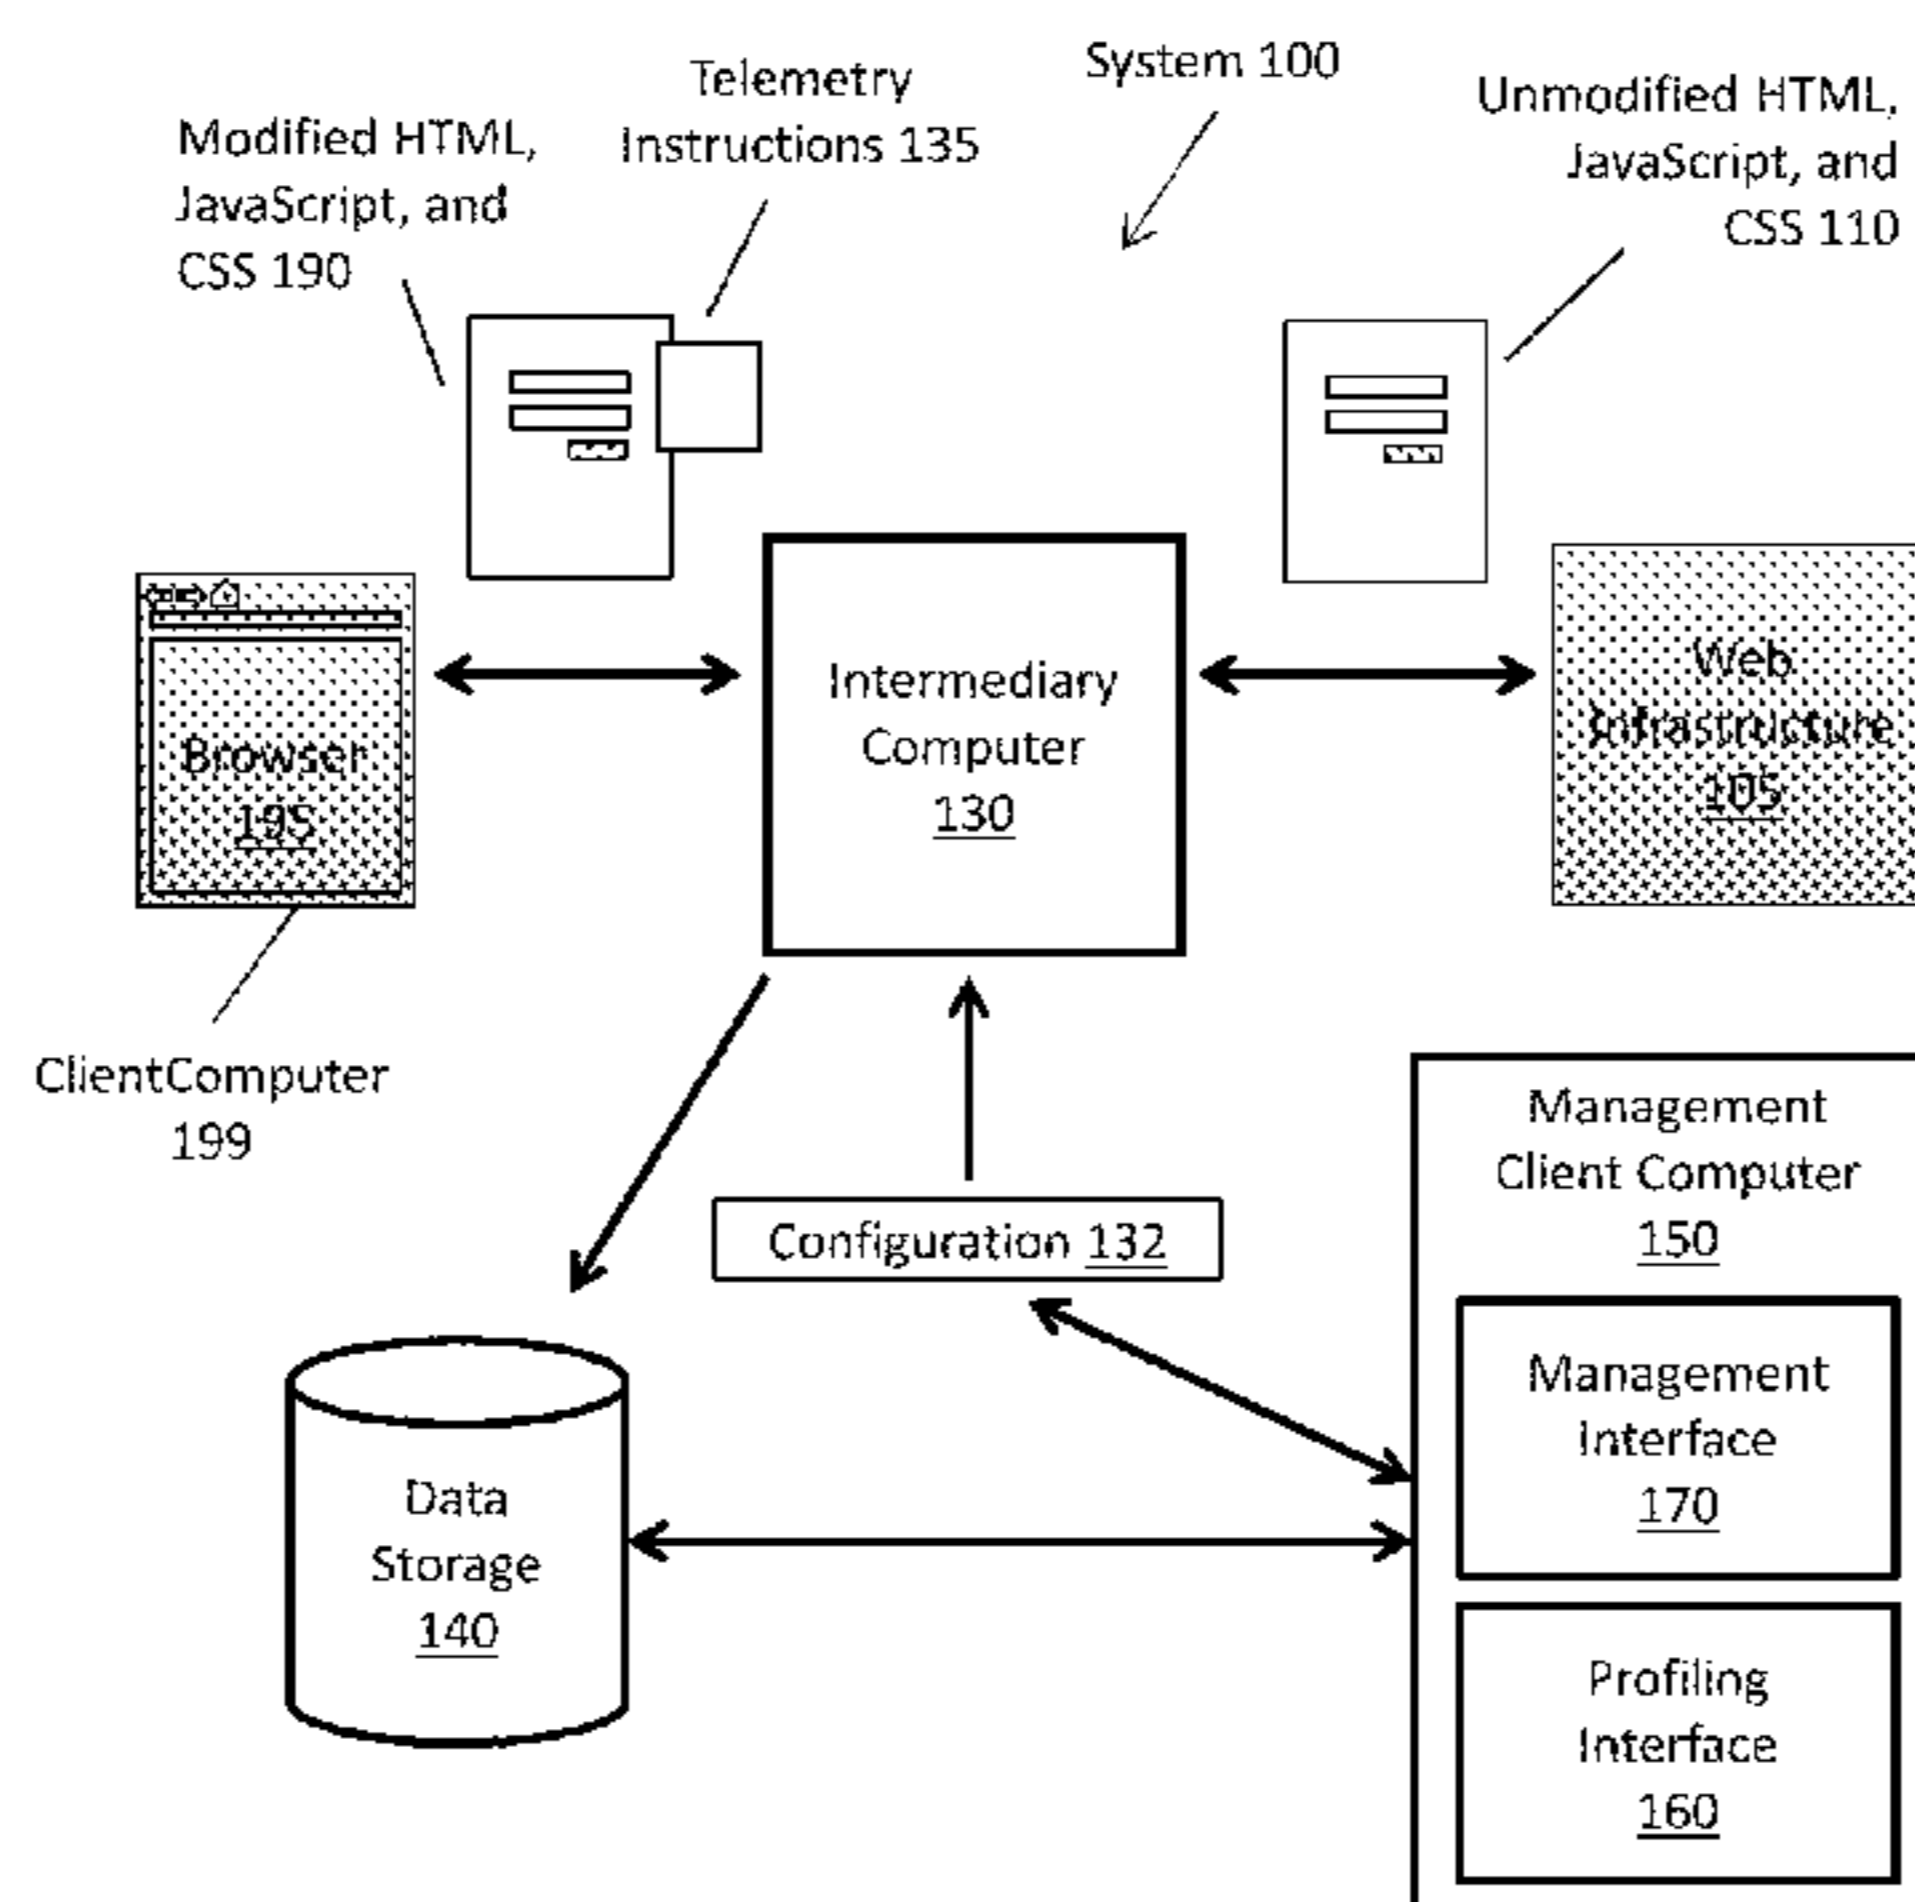 System 100
Telemetry
Instructions 135
Modified HTML,
JavaScript, and
CSS 190
Unmodified HTML,
JavaScript, and
CSS 110
Browser
195
Intermediary
Computer
130
Web
Infrastructure
105
ClientComputer
199
Configuration 132
Management
Client Computer
150
Management
Interface
170
Data
Storage
140
Profiling
Interface
160